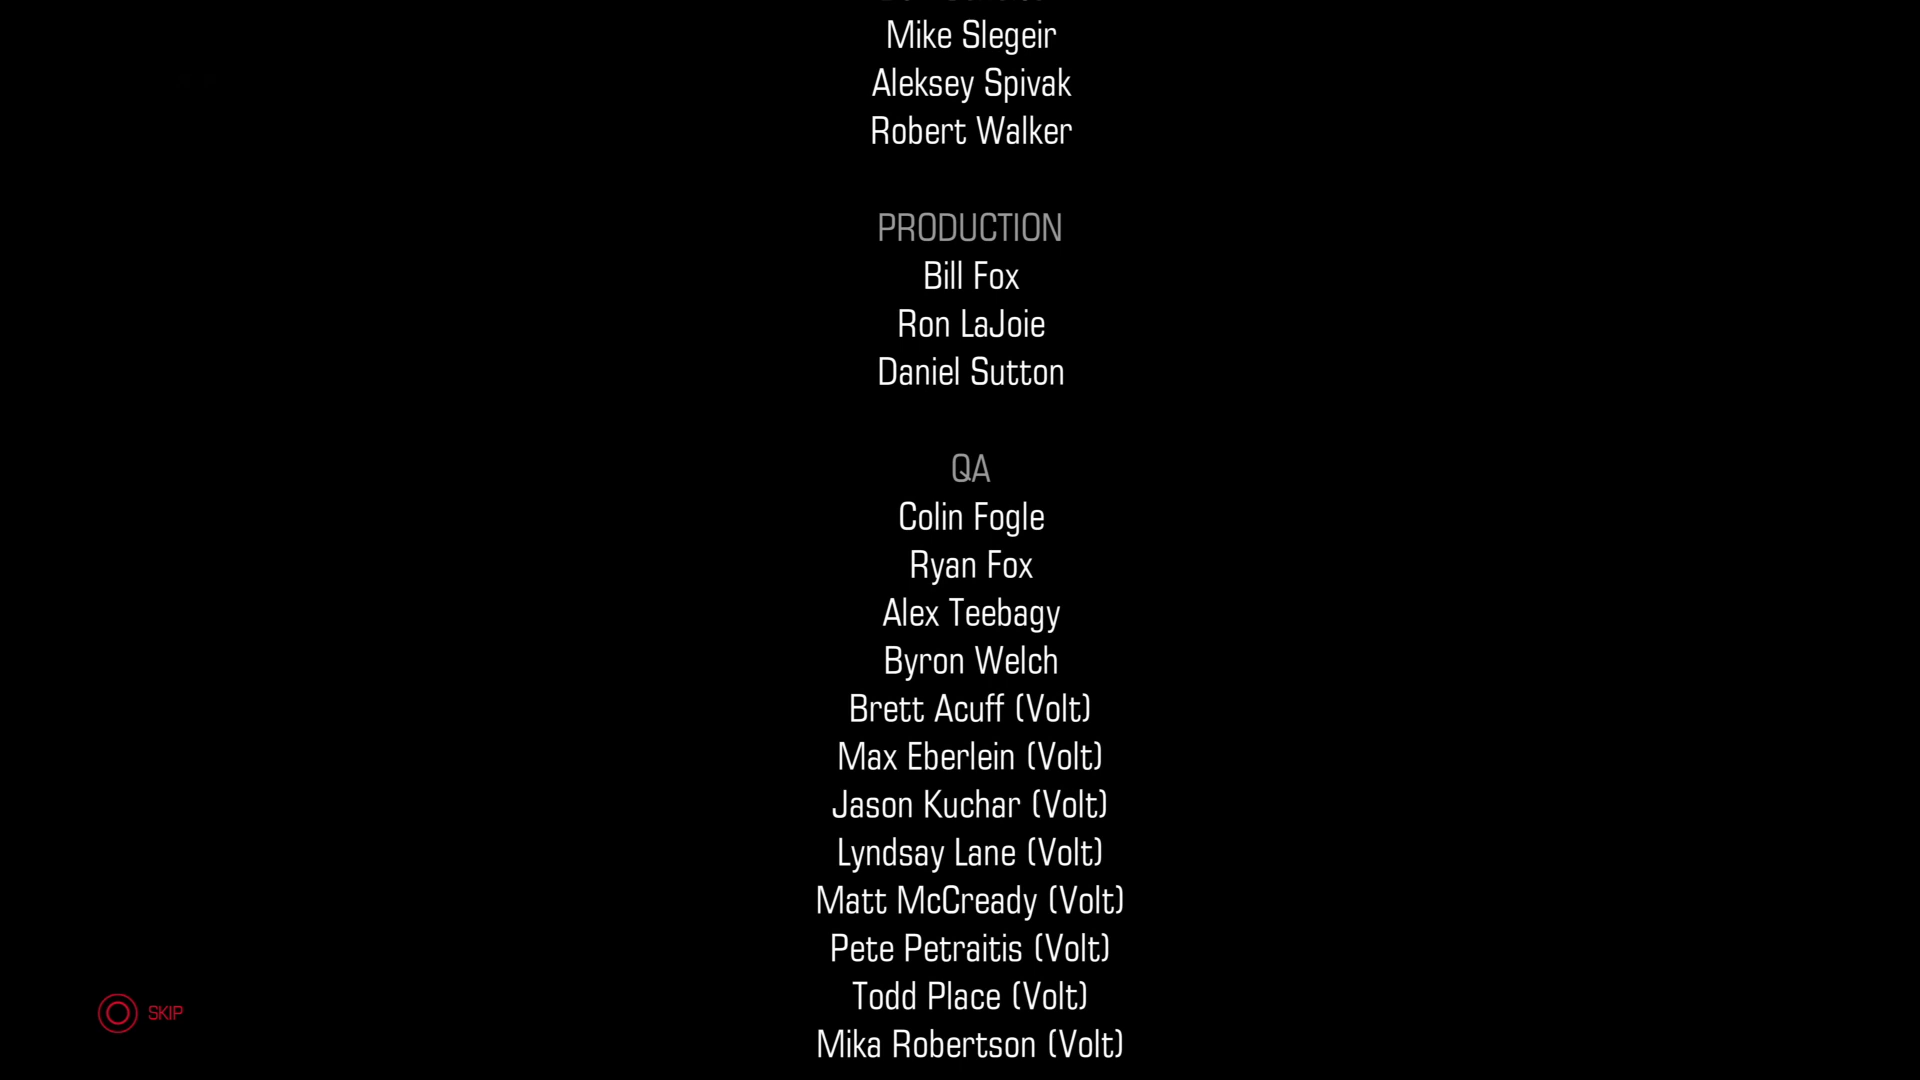 Mike Slegeir
Aleksey Spivak
Robert Walker
PRODUCTION
Bill Fox
Ron LaJoie
Daniel Sutton
QA
Colin Fogle
Ryan Fox
Alex Teebagy
Byron Welch
Brett Acuff (Volt)
Max Eberlein (Volt)
Jason Kuchar (Volt)
Lyndsay Lane (Volt)
Matt McCready (Volt)
Pete Petraitis (Volt)
Todd Place (Volt)
Mika Robertson (Volt)
SKIP